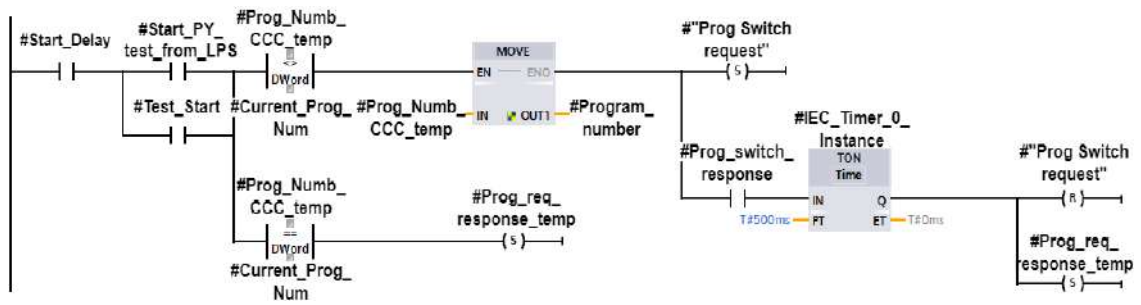 #Start_Delay
#Start_PY_
test_from_LPS
#Test_Start
#Prog_Numb_
CCC_temp
<>
DWord
#Current_Prog_
Num
MOVE
EN
ENO
#Prog_Numb_
CCC_temp
IN
OUT1
#Program_
number
#"Prog Switch
request"
S
#Prog_switch_
response
#IEC_Timer_0_
Instance
TON
Time
IN
Q
T#500ms
PT
ET
T#0ms
#"Prog Switch
request"
R
#Prog_req_
response_temp
S
#Prog_Numb_
CCC_temp
==
DWord
#Current_Prog_
Num
#Prog_req_
response_temp
S